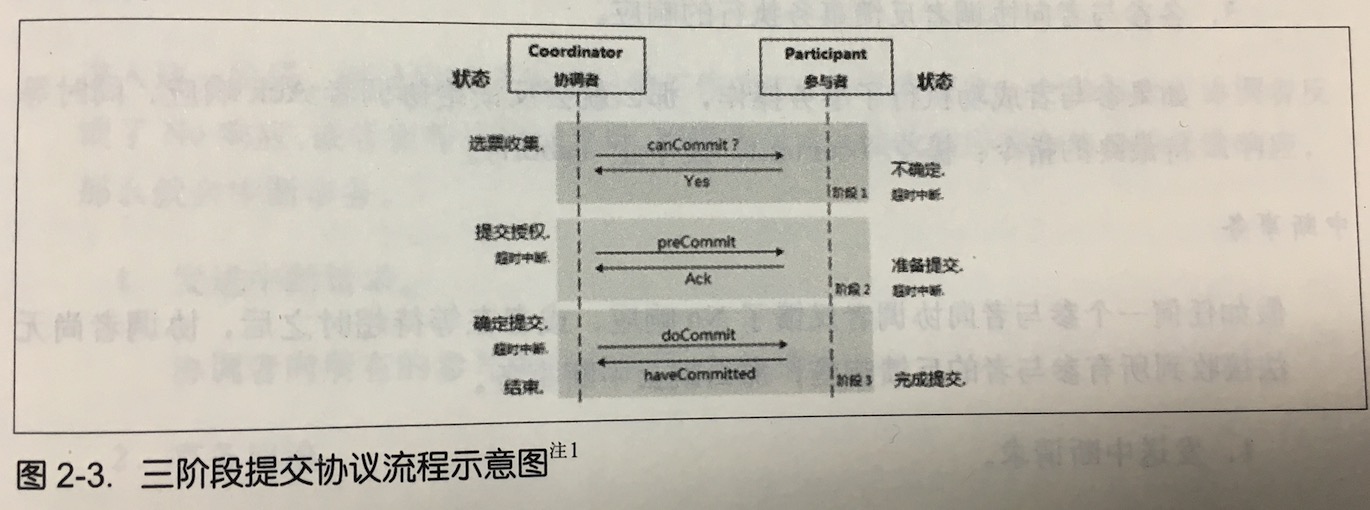 Coordinator
协调者
Participant
参与者
状态
状态
选票收集.
canCommit?
Yes
阶段1
不确定.
超时中断.
提交授权.
超时中断.
preCommit
Ack
阶段2
准备提交.
超时中断.
确定提交.
超时中断.
doCommit
haveCommitted
结束.
阶段3
完成提交.
图 2-3. 三阶段提交协议流程示意图注1